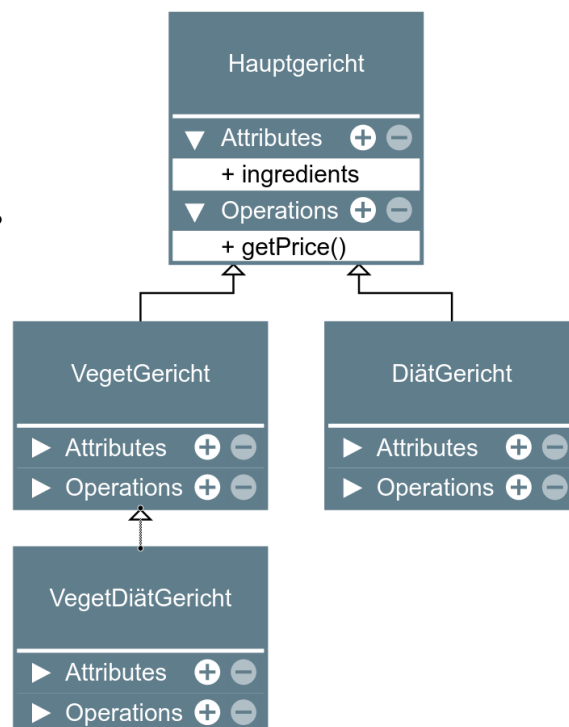 Hauptgericht
Attributes
+ ingredients
Operations
+ getPrice()
VegetGericht
Attributes
Operations
DiätGericht
Attributes
Operations
VegetDiätGericht
Attributes
Operations